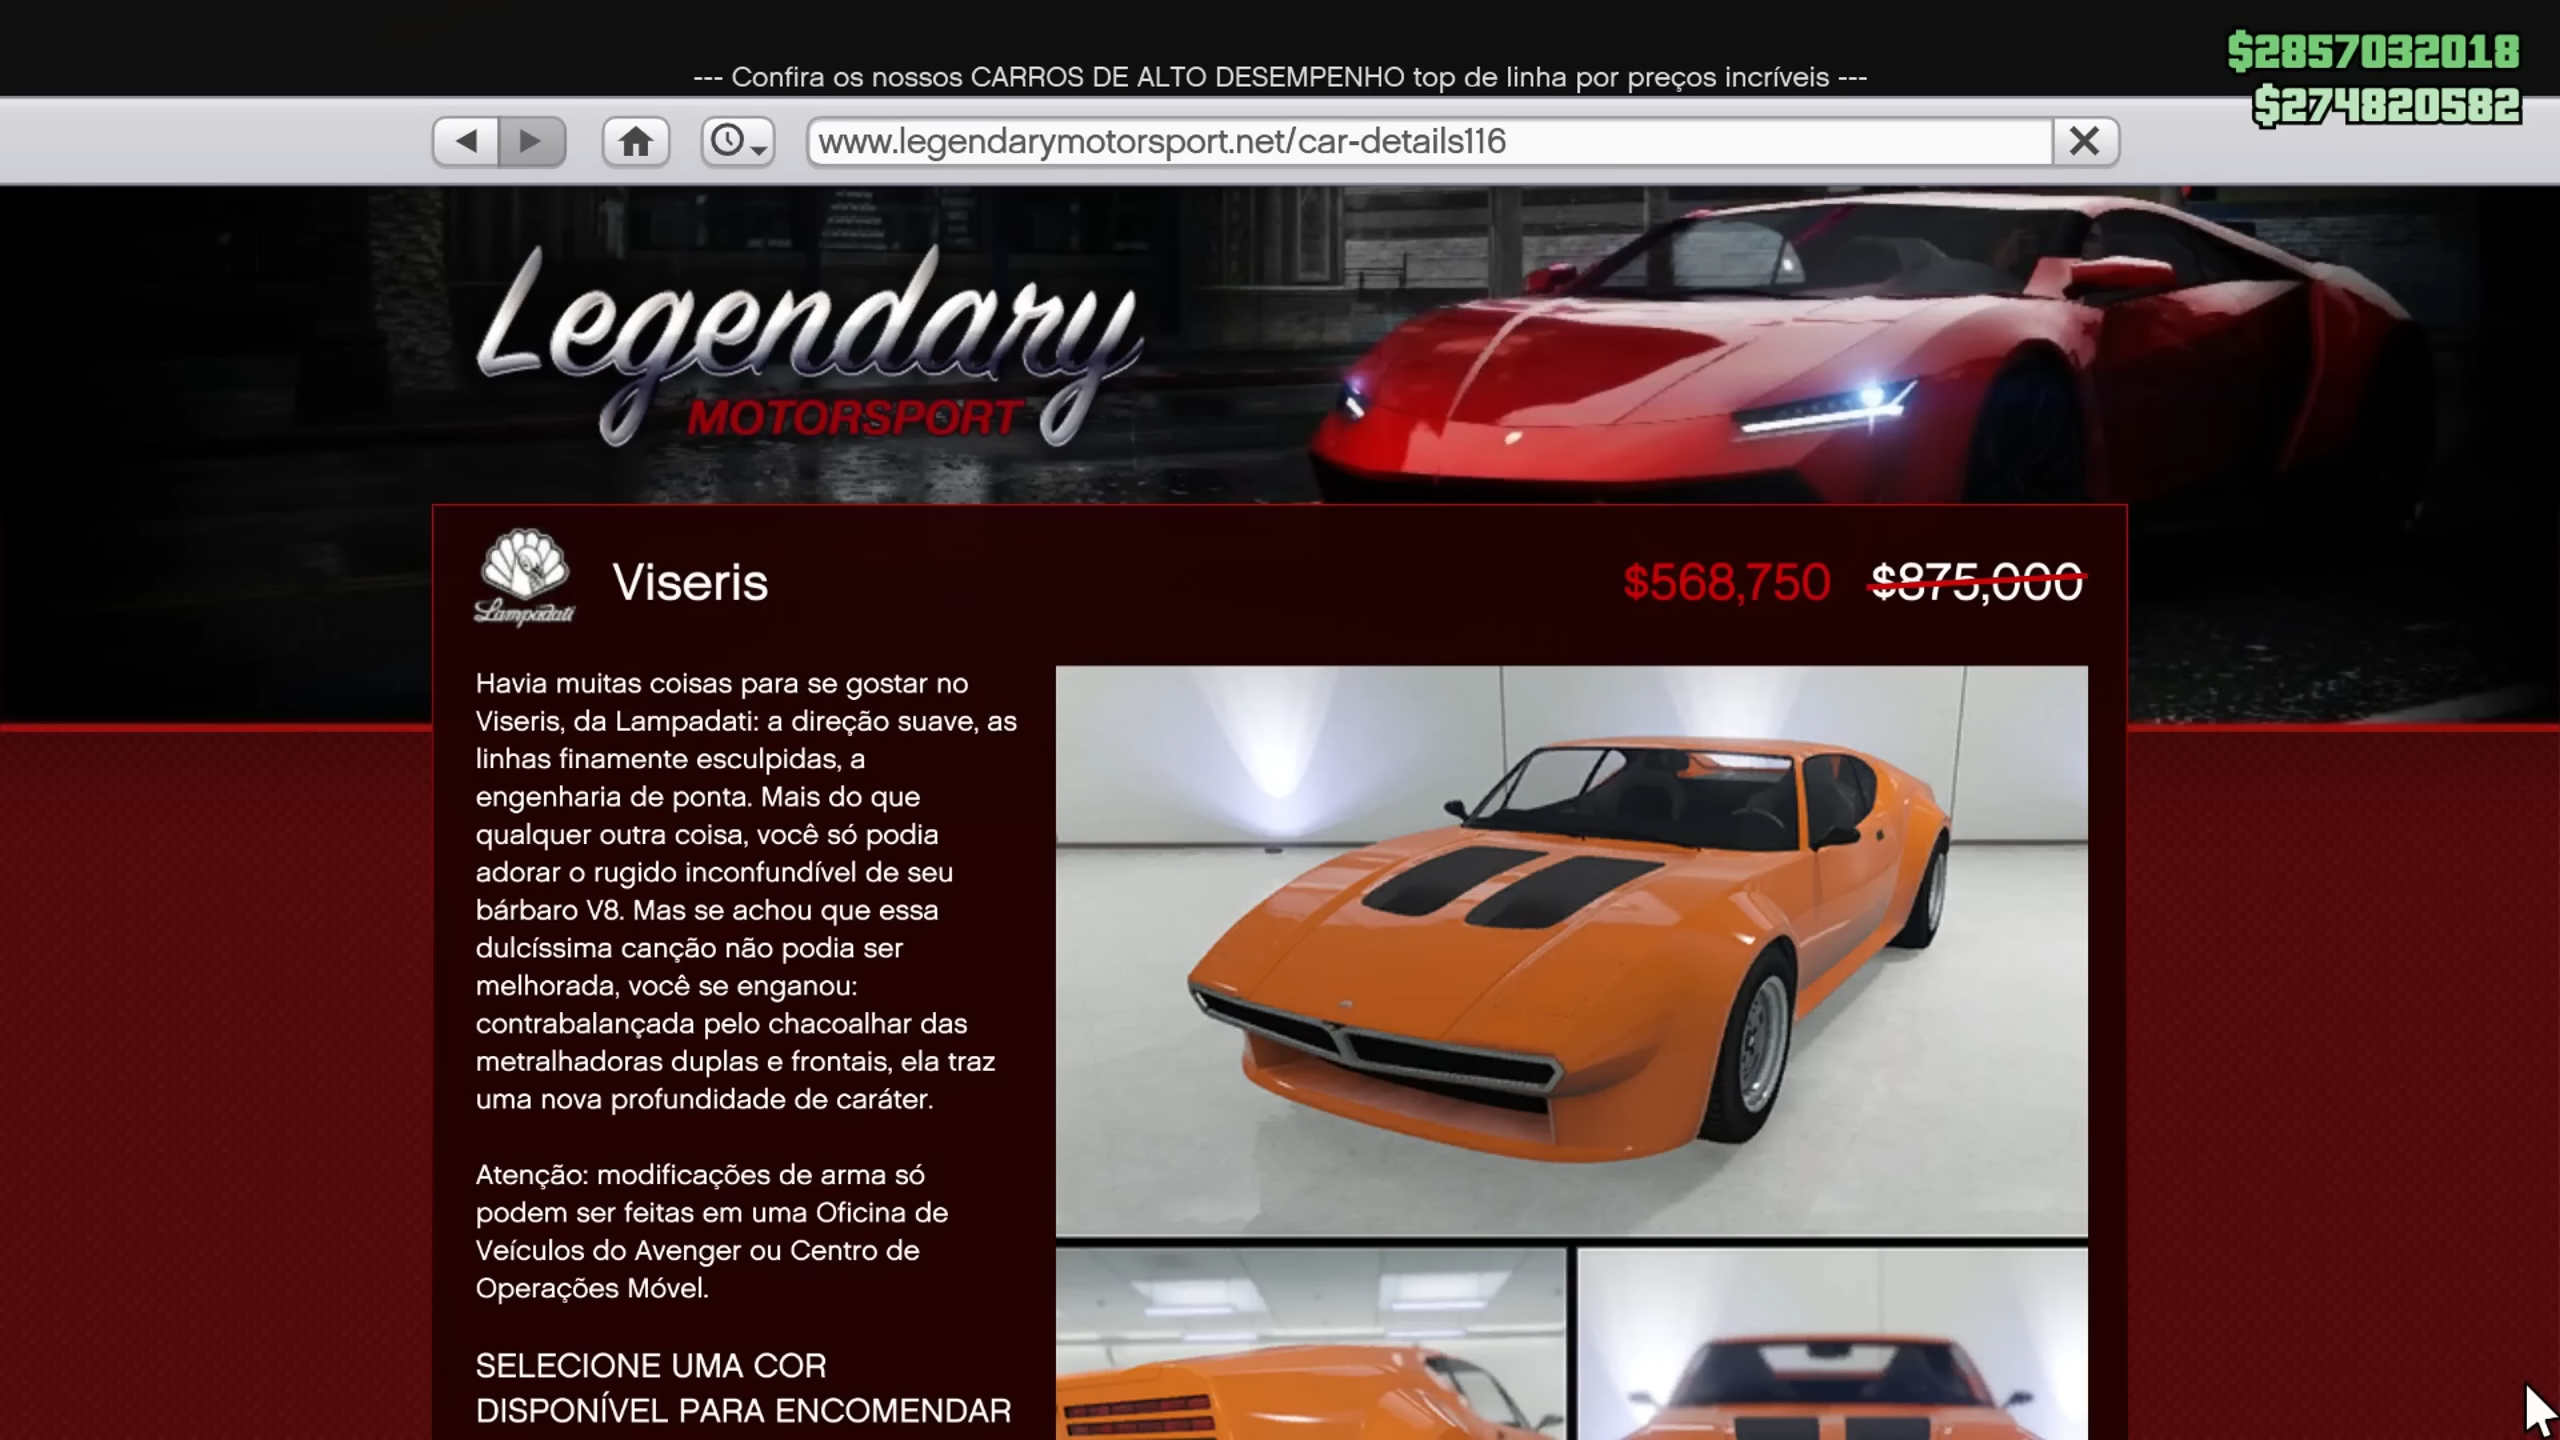 $2857032018
--- Confira os nossos CARROS DE ALTO DESEMPENHO top de linha por preços incríveis ---
$274820582
www.legendarymotorsport.net/car-details116
Legendary
MOTORSPORT
Lampadati
Viseris
$568,750 $875,000
Havia muitas coisas para se gostar no
Viseris, da Lampadati: a direção suave, as
linhas finamente esculpidas, a
engenharia de ponta. Mais do que
qualquer outra coisa, você só podia
adorar o rugido inconfundível de seu
bárbaro V8. Mas se achou que essa
dulcíssima canção não podia ser
melhorada, você se enganou:
contrabalançada pelo chacoalhar das
metralhadoras duplas e frontais, ela traz
uma nova profundidade de caráter.
Atenção: modificações de arma só
podem ser feitas em uma Oficina de
Veículos do Avenger ou Centro de
Operações Móvel.
SELECIONE UMA COR
DISPONÍVEL PARA ENCOMENDAR